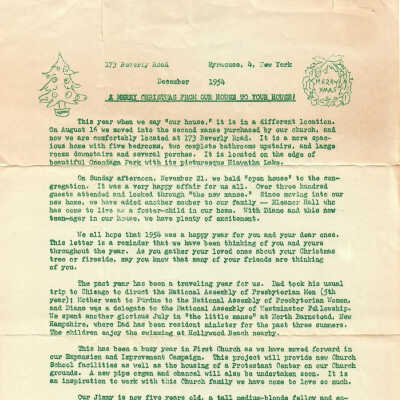 173 Beverly Road Syracuse, 4, New York
December 1954
MERRY XMAS
A MERRY CHRISTMAS FROM OUR HOUSE TO YOUR HOUSE!
This year when we say "our house," it is in a different location.
On August 16 we moved into the second manse purchased by our church, and
now we are comfortably located at 173 Beverly Road. It is a more spac-
ious home with five bedrooms, two complete bathrooms upstairs, and large
rooms downstairs and several porches. It is located on the edge of
beautiful Onondaga Park with its picturesque Hiawatha Lake.
On Sunday afternoon, November 21, we held "open house" to the con-
gregation. It was a very happy affair for us all. Over three hundred
guests attended and looked through "the new manse." Since moving into our
new home, we have added another member to our family -- Eleanor Hall who
has come to live as a foster-child in our home. With Diane and this new
teen-ager in our house, we have plenty of excitement.
We all hope that 1954 was a happy year for you and your dear ones.
This letter is a reminder that we have been thinking of you and yours
throughout the year. As you gather your loved ones about your Christmas
tree or fireside, may you know that many of your friends are thinking
of you.
The past year has been a traveling year for us. Dad took his usual
trip to Chicago to direct the National Assembly of Presbyterian Men (5th
year); Mother went to Purdue to the National Assembly of Presbyterian Women,
and Diane was a delegate to the National Assembly of Westminster Fellowship.
We spent another glorious July in "the little manse" at North Barnstead, New
Hampshire, where Dad has been resident minister for the past three summers.
The children enjoy the swimming at Hollywood Beach nearby.
This has been a busy year in First Church as we have moved forward in
our Expansion and Improvement Campaign. This project will provide new Church
School facilities as well as the housing of a Protestant Center on our Church
grounds. A new pipe organ and chancel will also be undertaken soon. It is
an inspiration to work with this Church family we have come to love so much.
Our Jimmy is now five years old, a tall medium-blonde fellow and